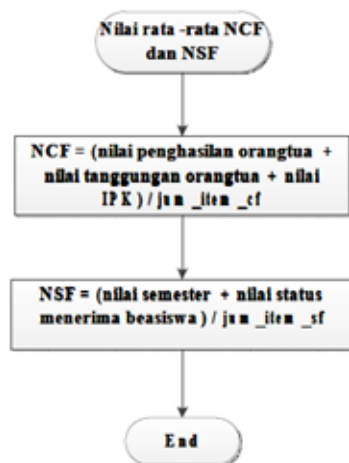 Nilai rata -rata NCF
dan NSF
NCF = (nilai penghasilan orangtua +
nilai tanggungan orangtua + nilai
IPK ) / jum _item _cf
NSF = (nilai semester + nilai status
menerima beasiswa ) / jum _item _sf
End